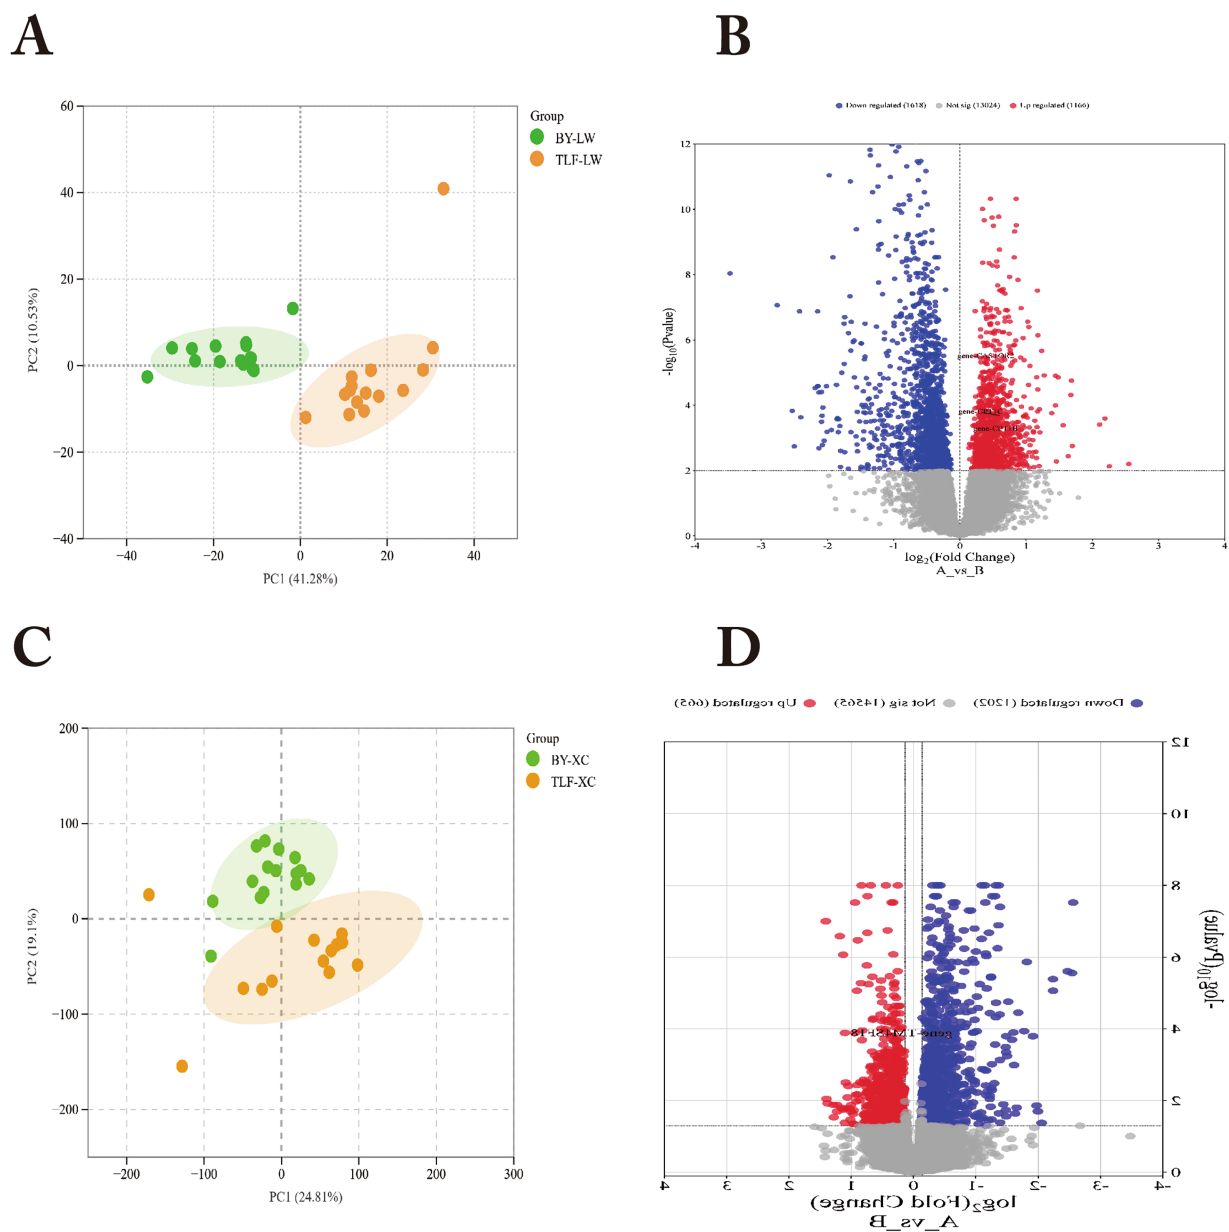 A
60
40
20
0
−20
−40
−40
−20
0
20
40
PC2 (10.53%)
PC1 (41.28%)
Group
BY-LW
TLF-LW
B
Down regulated (1618)
Not sig (13024)
Up regulated (1166)
12
10
8
6
4
2
0
-4
-3
-2
-1
0
1
2
3
4
-log10(Pvalue)
log2(Fold Change)
A_vs_B
C
200
100
0
−100
−200
−200
−100
0
100
200
300
PC2 (19.1%)
PC1 (24.81%)
Group
BY-XC
TLF-XC
D
Up regulated (665)
Not sig (14565)
Down regulated (1202)
12
10
8
6
4
2
0
4
3
2
1
0
-1
-2
-3
-4
-log10(Pvalue)
gene-TNFRSF18
log2(Fold Change)
A_vs_B